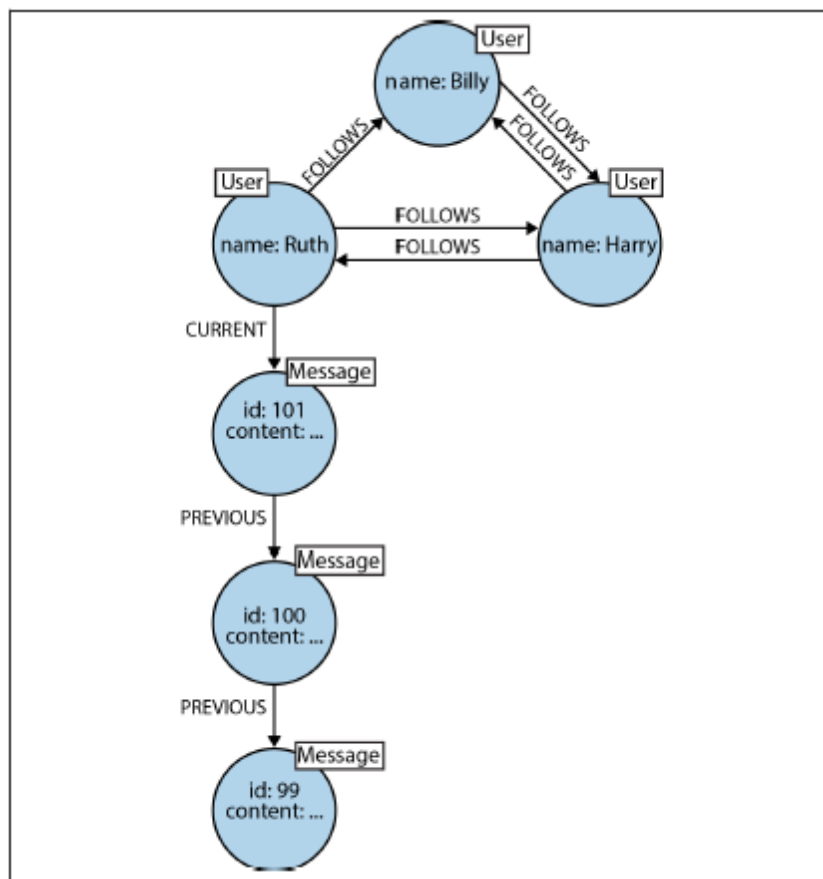 User
name: Billy
FOLLOWS
FOLLOWS
FOLLOWS
User
User
name: Ruth
FOLLOWS
FOLLOWS
name: Harry
CURRENT
Message
id: 101
content: ...
PREVIOUS
Message
id: 100
content: ...
PREVIOUS
Message
id: 99
content: ...